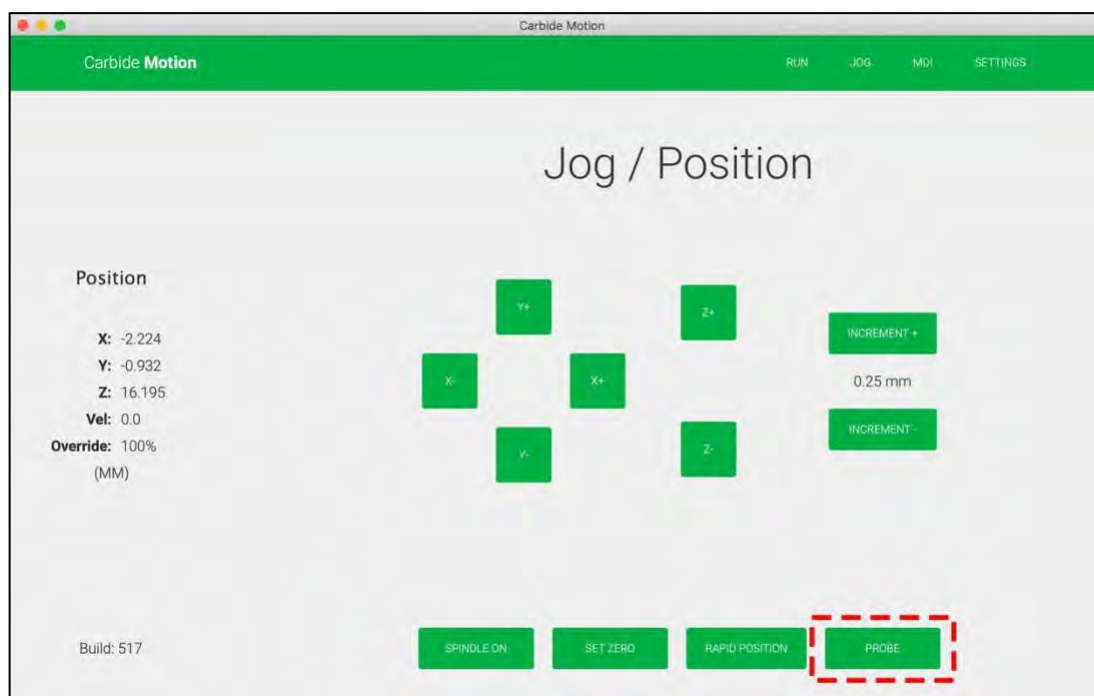 Carbide Motion
Carbide Motion
RUN JOG MDI SETTINGS
Jog / Position
Position
X: -2.224
Y: -0.932
Z: 16.195
Vel: 0.0
Override: 100%
(MM)
Y+
X-
X+
Y-
Z+
Z-
INCREMENT +
0.25 mm
INCREMENT -
Build: 517
SPINDLE ON
SET ZERO
RAPID POSITION
PROBE